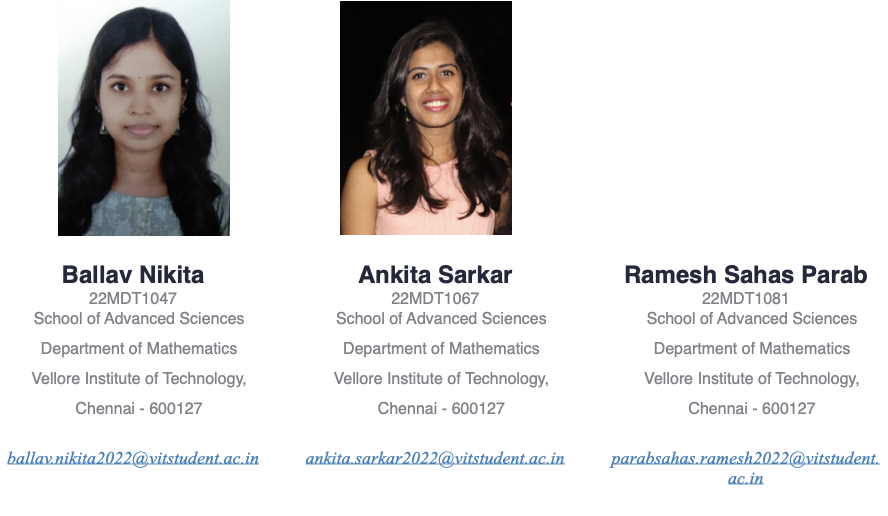 Ballav Nikita
22MDT1047
School of Advanced Sciences
Department of Mathematics
Vellore Institute of Technology,
Chennai - 600127
ballav.nikita2022@vitstudent.ac.in
Ankita Sarkar
22MDT1067
School of Advanced Sciences
Department of Mathematics
Vellore Institute of Technology,
Chennai - 600127
ankita.sarkar2022@vitstudent.ac.in
Ramesh Sahas Parab
22MDT1081
School of Advanced Sciences
Department of Mathematics
Vellore Institute of Technology,
Chennai - 600127
parabsahas.ramesh2022@vitstudent.
ac.in